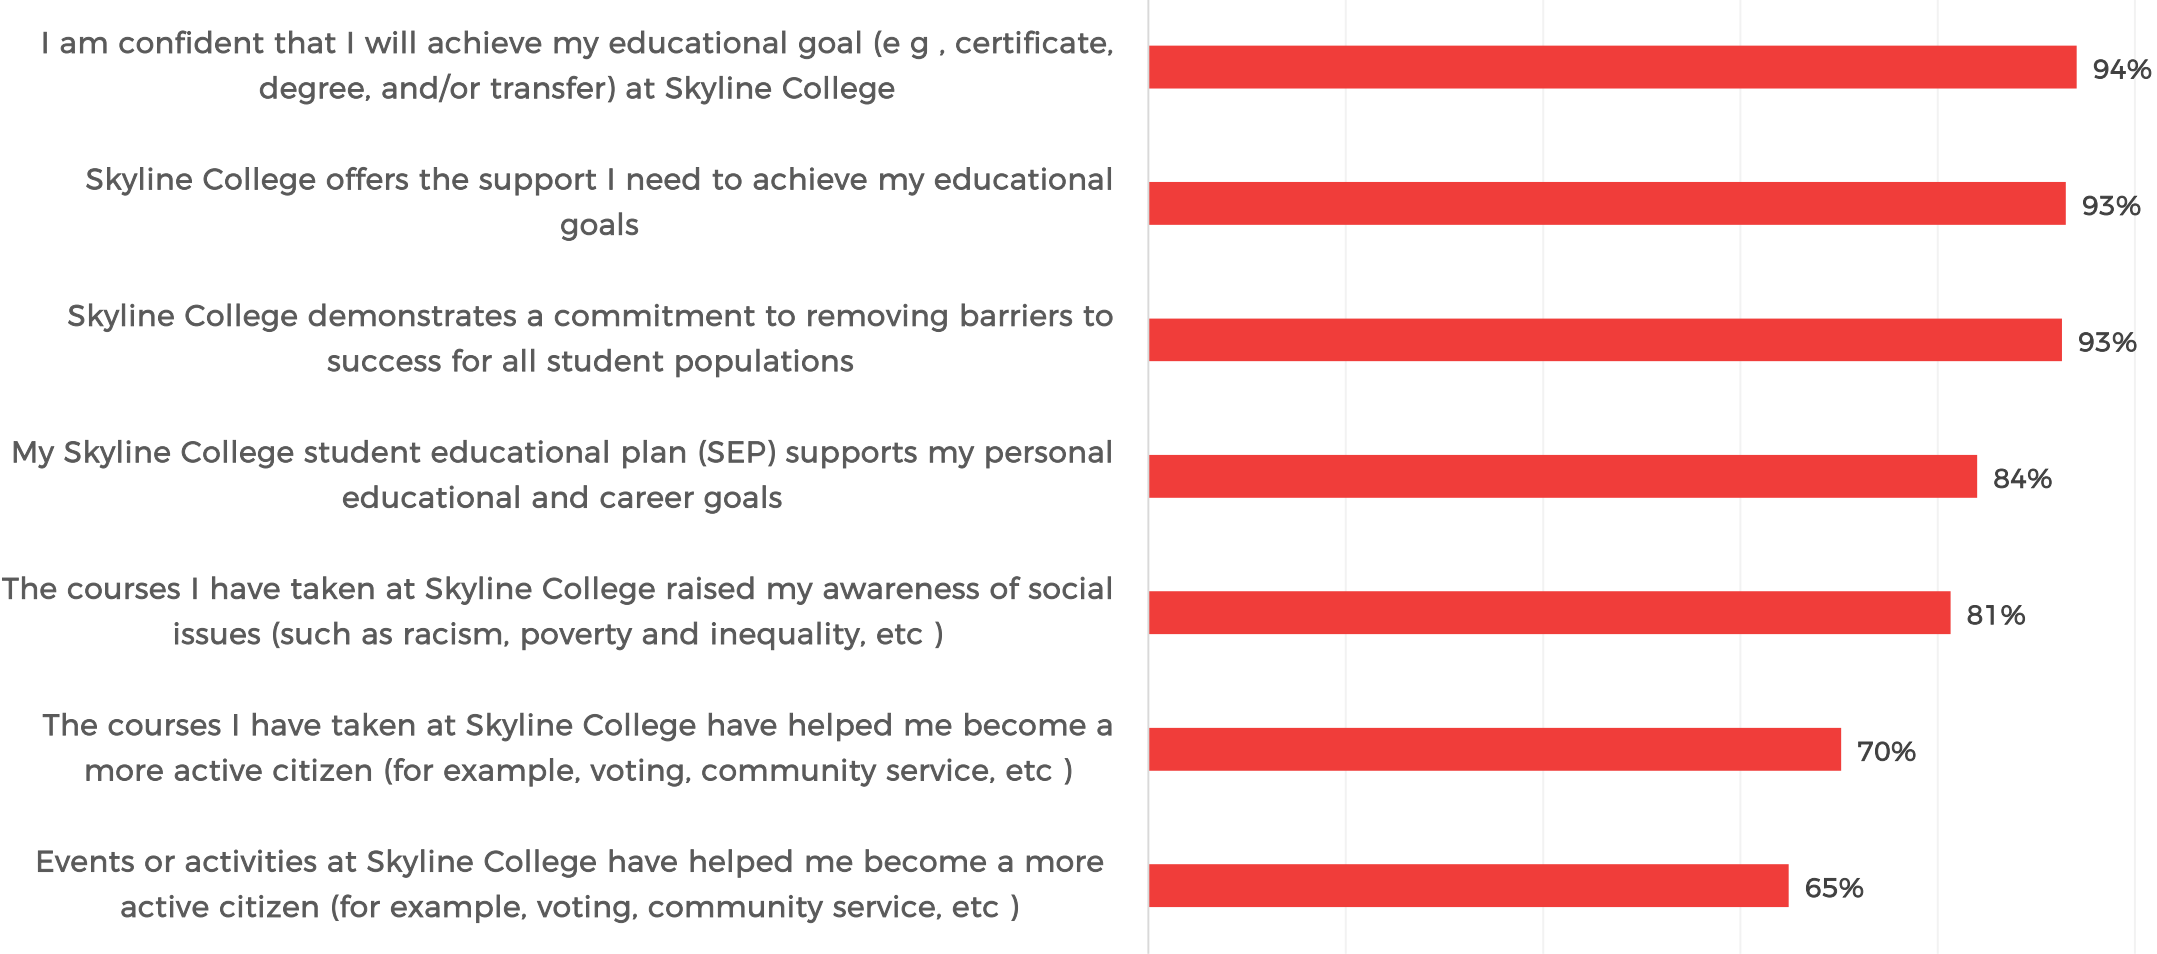 I am confident that I will achieve my educational goal (e g , certificate,
degree, and/or transfer) at Skyline College
94%
Skyline College offers the support I need to achieve my educational
goals
93%
Skyline College demonstrates a commitment to removing barriers to
success for all student populations
93%
My Skyline College student educational plan (SEP) supports my personal
educational and career goals
84%
The courses I have taken at Skyline College raised my awareness of social
issues (such as racism, poverty and inequality, etc )
81%
The courses I have taken at Skyline College have helped me become a
more active citizen (for example, voting, community service, etc )
70%
Events or activities at Skyline College have helped me become a more
active citizen (for example, voting, community service, etc )
65%